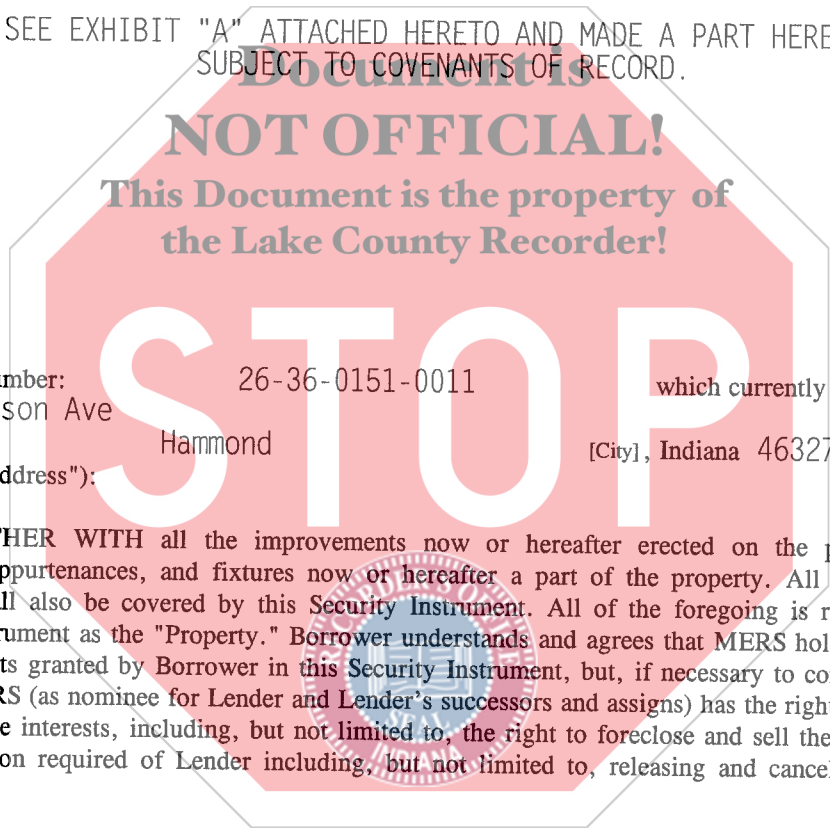 SEE EXHIBIT "A" ATTACHED HERETO AND MADE A PART HERE
SUBJECT TO COVENANTS OF RECORD.
Document is
NOT OFFICIAL!
This Document is the property of
the Lake County Recorder!
STOP
mber: 26-36-0151-0011 which currently
son Ave
Hammond [City], Indiana 46327
ddress"):
HER WITH all the improvements now or hereafter erected on the p
ppurtenances, and fixtures now or hereafter a part of the property. All
ll also be covered by this Security Instrument. All of the foregoing is r
rument as the "Property." Borrower understands and agrees that MERS hol
ts granted by Borrower in this Security Instrument, but, if necessary to co
RS (as nominee for Lender and Lender's successors and assigns) has the right
e interests, including, but not limited to, the right to foreclose and sell the
on required of Lender including, but not limited to, releasing and cancel
RECORDER'S OFFICE
SEAL
INDIANA